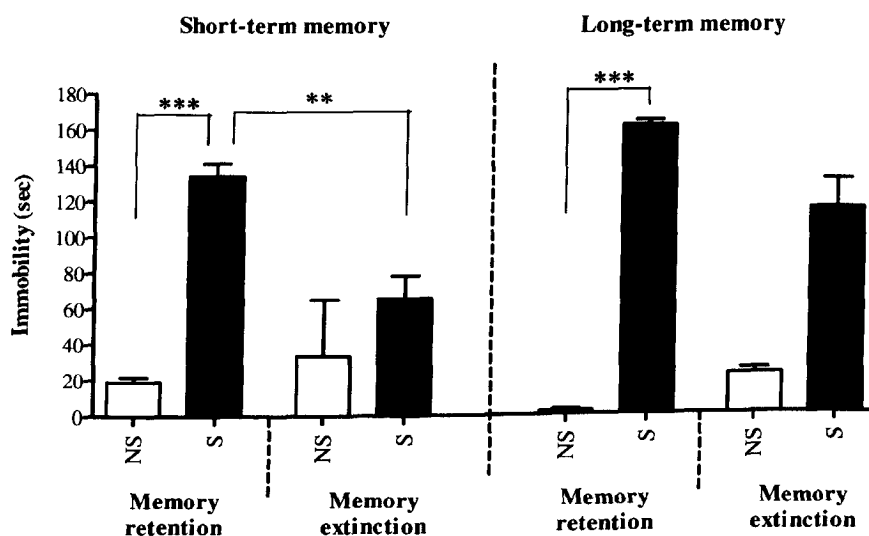 Short-term memory
Long-term memory
***
**
***
Immobility (sec)
180
160
140
120
100
80
60
40
20
0
NS
S
NS
S
NS
S
NS
S
Memory
retention
Memory
extinction
Memory
retention
Memory
extinction